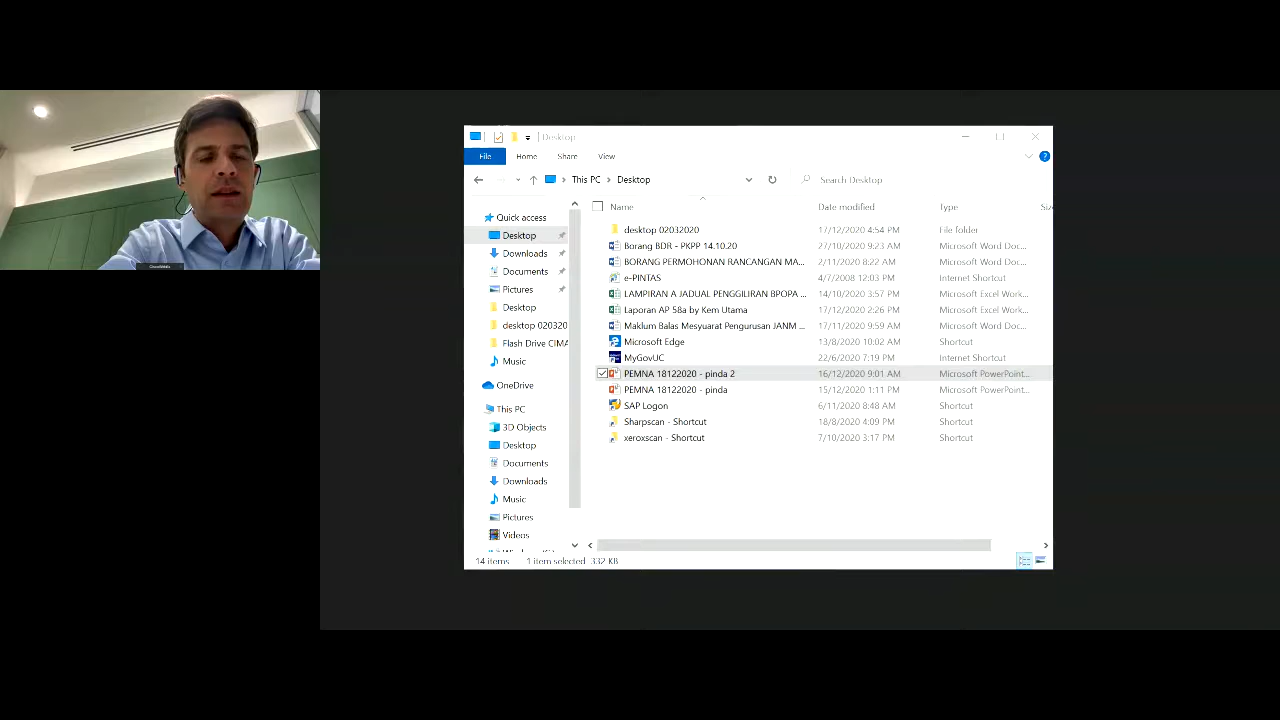 Desktop
File Home Share View
This PC > Desktop
Search Desktop
Name Date modified Type Siz
Quick access
Desktop
Downloads
Documents
Pictures
Desktop
desktop 020320
Flash Drive CIMA
Music
OneDrive
This PC
3D Objects
Desktop
Documents
Downloads
Music
Pictures
Videos
desktop 02032020 17/12/2020 4:54 PM File folder
Borang BDR - PKPP 14.10.20 27/10/2020 9:23 AM Microsoft Word Doc...
BORANG PERMOHONAN RANCANGAN MA... 2/11/2020 8:22 AM Microsoft Word Doc...
e-PINTAS 4/7/2008 12:03 PM Internet Shortcut
LAMPIRAN A JADUAL PENGGILIRAN BPOPA ... 14/10/2020 3:57 PM Microsoft Excel Work...
Laporan AP 58a by Kem Utama 17/12/2020 2:26 PM Microsoft Excel Work...
Maklum Balas Mesyuarat Pengurusan JANM ... 17/11/2020 9:59 AM Microsoft Word Doc...
Microsoft Edge 13/8/2020 10:02 AM Shortcut
MyGovUC 22/6/2020 7:19 PM Internet Shortcut
PEMNA 18122020 - pinda 2 16/12/2020 9:01 AM Microsoft PowerPoint...
PEMNA 18122020 - pinda 15/12/2020 1:11 PM Microsoft PowerPoint...
SAP Logon 6/11/2020 8:48 AM Shortcut
Sharpscan - Shortcut 18/8/2020 4:09 PM Shortcut
xeroxscan - Shortcut 7/10/2020 3:17 PM Shortcut
14 items 1 item selected 332 KB